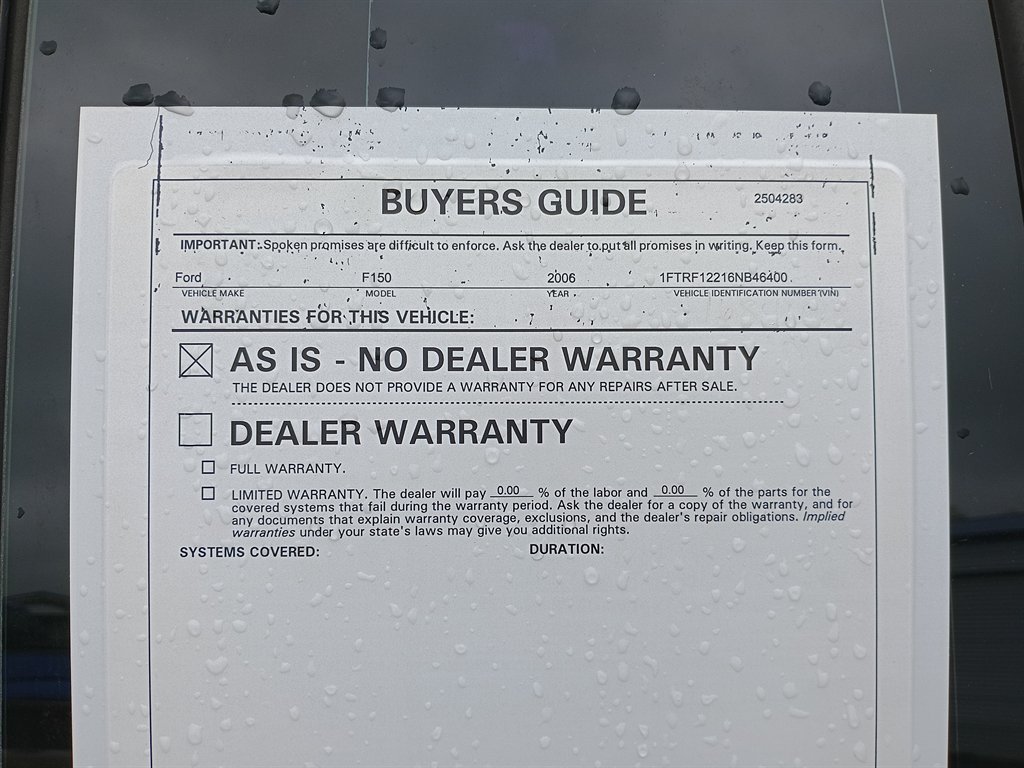 BUYERS GUIDE 2504283
IMPORTANT: Spoken promises are difficult to enforce. Ask the dealer to put all promises in writing. Keep this form.
Ford F150 2006 1FTRF12216NB46400
VEHICLE MAKE MODEL YEAR VEHICLE IDENTIFICATION NUMBER (VIN)
WARRANTIES FOR THIS VEHICLE:
AS IS - NO DEALER WARRANTY
THE DEALER DOES NOT PROVIDE A WARRANTY FOR ANY REPAIRS AFTER SALE.
DEALER WARRANTY
FULL WARRANTY.
LIMITED WARRANTY. The dealer will pay 0.00 % of the labor and 0.00 % of the parts for the
covered systems that fail during the warranty period. Ask the dealer for a copy of the warranty, and for
any documents that explain warranty coverage, exclusions, and the dealer's repair obligations. Implied
warranties under your state's laws may give you additional rights.
SYSTEMS COVERED: DURATION: